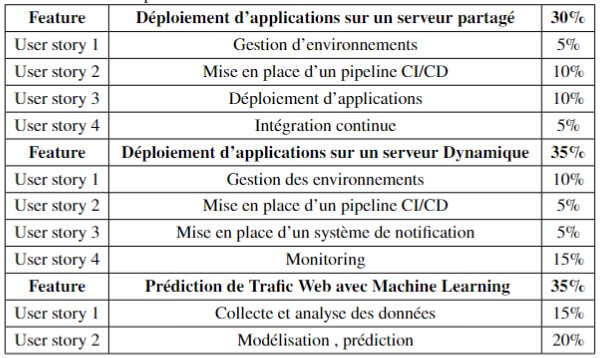 Feature Déploiement d'applications sur un serveur partagé 30%
User story 1 Gestion d'environnements 5%
User story 2 Mise en place d'un pipeline CI/CD 10%
User story 3 Déploiement d'applications 10%
User story 4 Intégration continue 5%
Feature Déploiement d'applications sur un serveur Dynamique 35%
User story 1 Gestion des environnements 10%
User story 2 Mise en place d'un pipeline CI/CD 5%
User story 3 Mise en place d'un système de notification 5%
User story 4 Monitoring 15%
Feature Prédiction de Trafic Web avec Machine Learning 35%
User story 1 Collecte et analyse des données 15%
User story 2 Modélisation , prédiction 20%